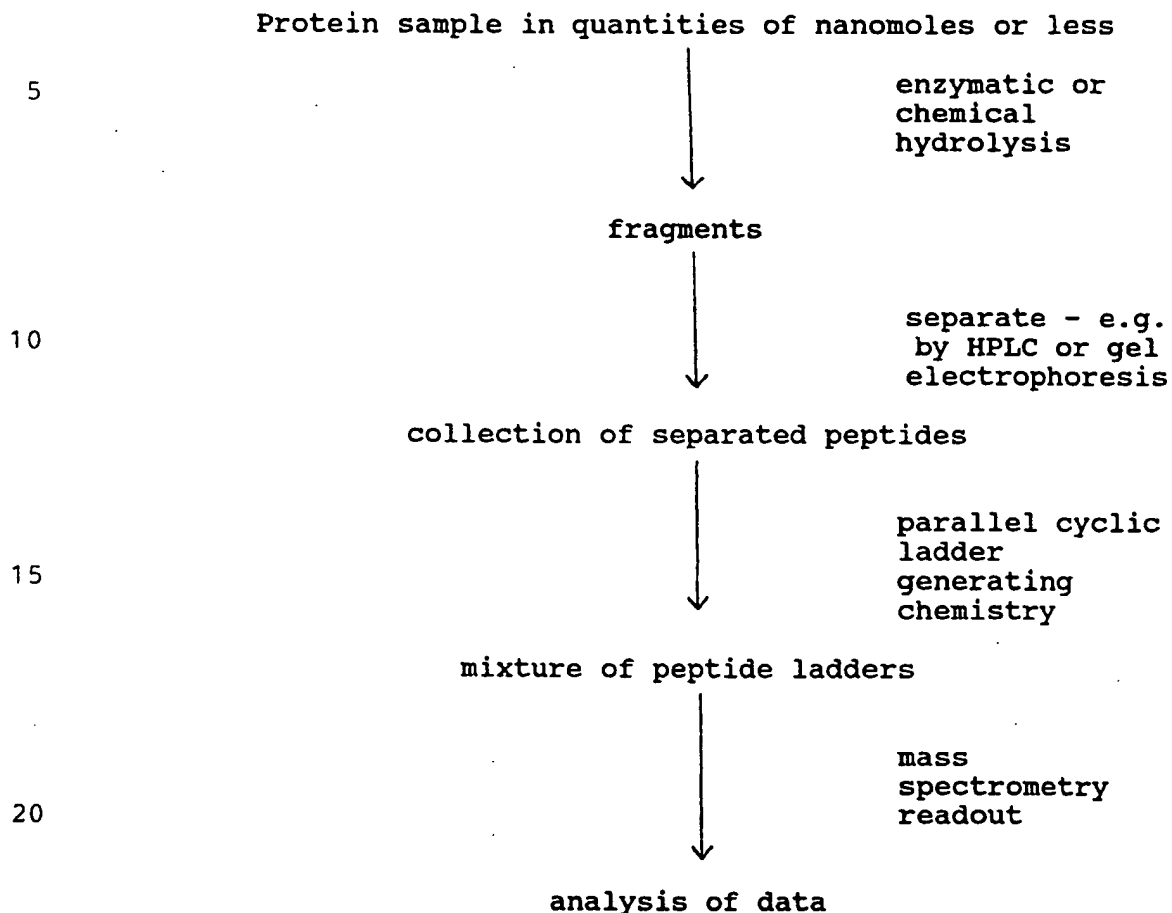 Protein sample in quantities of nanomoles or less
5
enzymatic or
chemical
hydrolysis
fragments
10
separate - e.g.
by HPLC or gel
electrophoresis
collection of separated peptides
15
parallel cyclic
ladder
generating
chemistry
mixture of peptide ladders
20
mass
spectrometry
readout
analysis of data